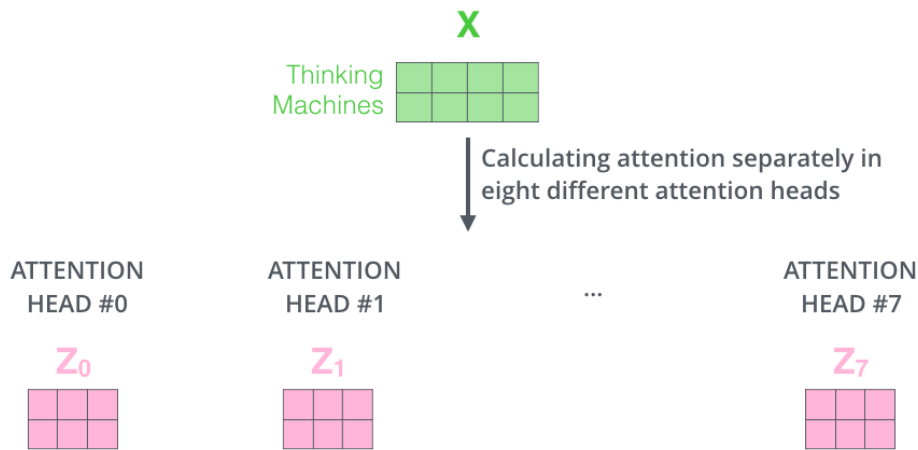 X
Thinking
Machines
Calculating attention separately in
eight different attention heads
ATTENTION
HEAD #0
ATTENTION
HEAD #1
...
ATTENTION
HEAD #7
Z₀
Z₁
Z₇